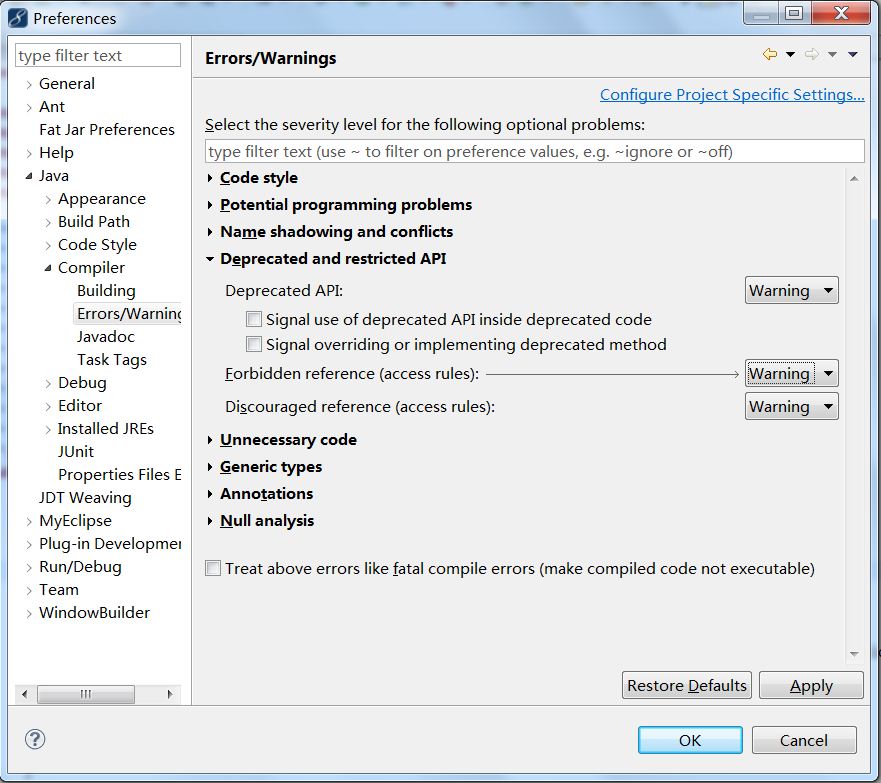 Preferences
type filter text
General
Ant
Fat Jar Preferences
Help
Java
Appearance
Build Path
Code Style
Compiler
Building
Errors/Warning
Javadoc
Task Tags
Debug
Editor
Installed JREs
JUnit
Properties Files E
JDT Weaving
MyEclipse
Plug-in Developmer
Run/Debug
Team
WindowBuilder
Errors/Warnings
Configure Project Specific Settings...
Select the severity level for the following optional problems:
type filter text (use ~ to filter on preference values, e.g. ~ignore or ~off)
Code style
Potential programming problems
Name shadowing and conflicts
Deprecated and restricted API
Deprecated API: Warning
Signal use of deprecated API inside deprecated code
Signal overriding or implementing deprecated method
Forbidden reference (access rules): Warning
Discouraged reference (access rules): Warning
Unnecessary code
Generic types
Annotations
Null analysis
Treat above errors like fatal compile errors (make compiled code not executable)
Restore Defaults Apply
OK Cancel